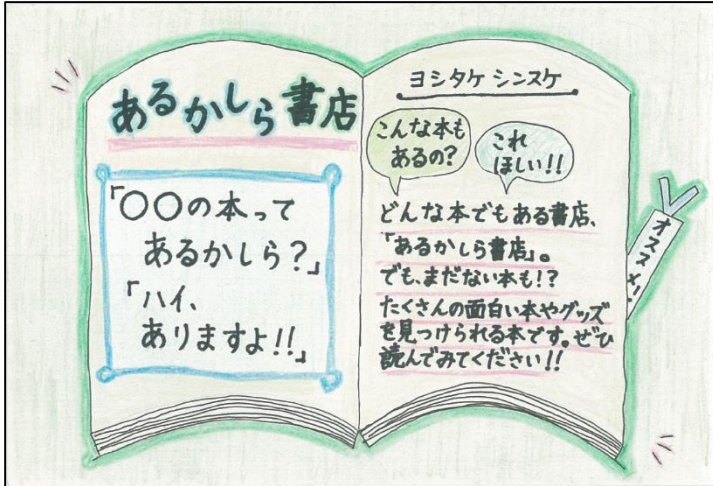 あるかしら書店
「〇〇の本って
あるかしら？」
「ハイ、
ありますよ!!」
ヨシタケ シンスケ
こんな本も
あるの？
これ
ほしい!!
どんな本でもある書店、
「あるかしら書店」。
でも、まだない本も!?
たくさんの面白い本やグッズ
を見つけられる本です。ぜひ
読んでみてください!!
オススメ!